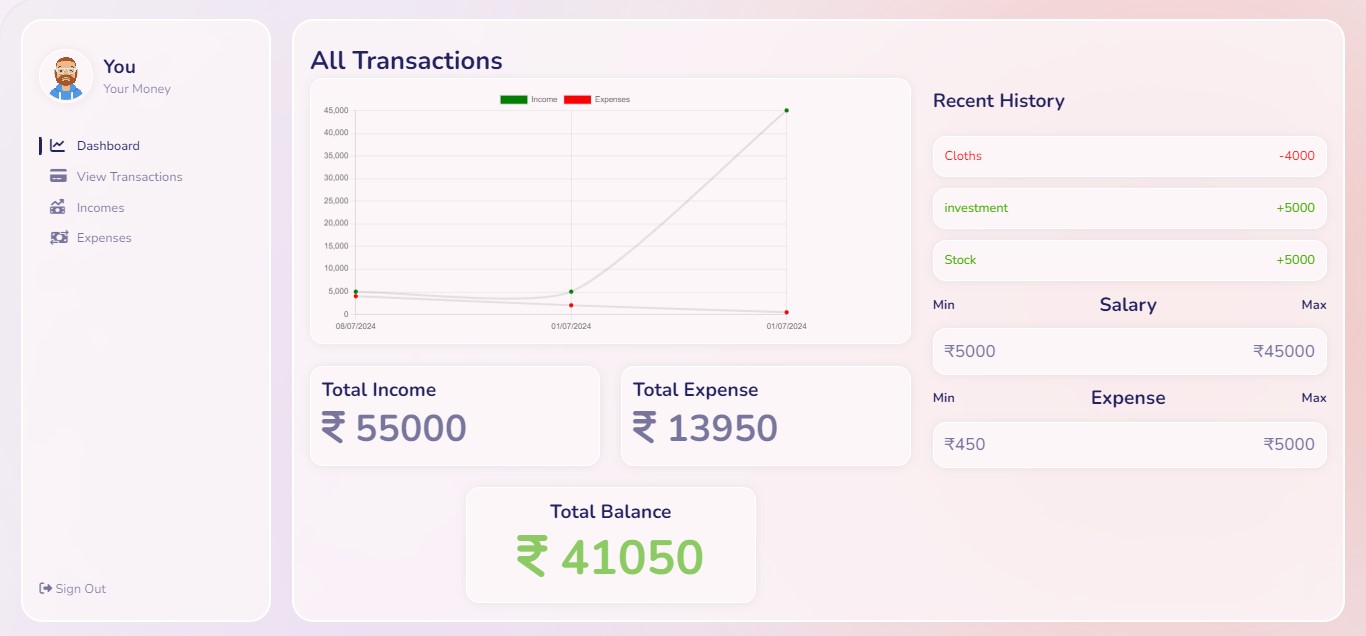 You
Your Money
Dashboard
View Transactions
Incomes
Expenses
Sign Out
All Transactions
Income Expenses
45,000
40,000
35,000
30,000
25,000
20,000
15,000
10,000
5,000
0
08/07/2024 01/07/2024 01/07/2024
Total Income
₹ 55000
Total Expense
₹ 13950
Total Balance
₹ 41050
Recent History
Cloths -4000
investment +5000
Stock +5000
Min Salary Max
₹5000 ₹45000
Min Expense Max
₹450 ₹5000